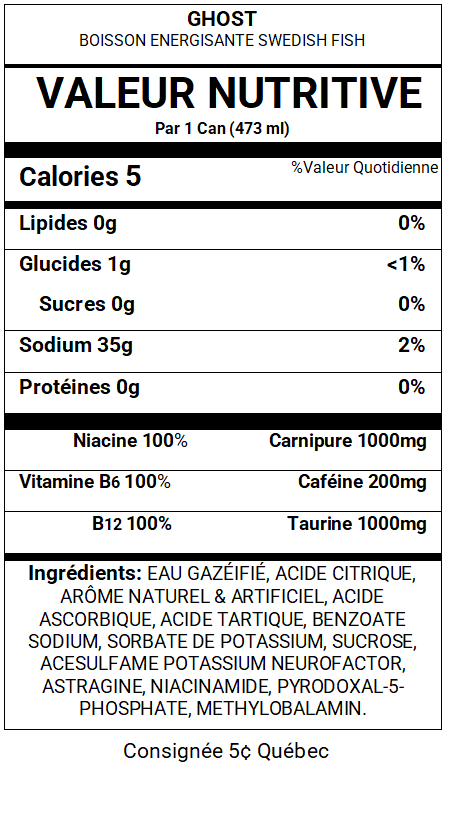 GHOST
BOISSON ENERGISANTE SWEDISH FISH
VALEUR NUTRITIVE
Par 1 Can (473 ml)
Calories 5 %Valeur Quotidienne
Lipides 0g 0%
Glucides 1g <1%
Sucres 0g 0%
Sodium 35g 2%
Protéines 0g 0%
Niacine 100% Carnipure 1000mg
Vitamine B6 100% Caféine 200mg
B12 100% Taurine 1000mg
Ingrédients: EAU GAZÉIFIÉ, ACIDE CITRIQUE,
ARÔME NATUREL & ARTIFICIEL, ACIDE
ASCORBIQUE, ACIDE TARTIQUE, BENZOATE
SODIUM, SORBATE DE POTASSIUM, SUCROSE,
ACESULFAME POTASSIUM NEUROFACTOR,
ASTRAGINE, NIACINAMIDE, PYRODOXAL-5-
PHOSPHATE, METHYLOBALAMIN.
Consignée 5¢ Québec